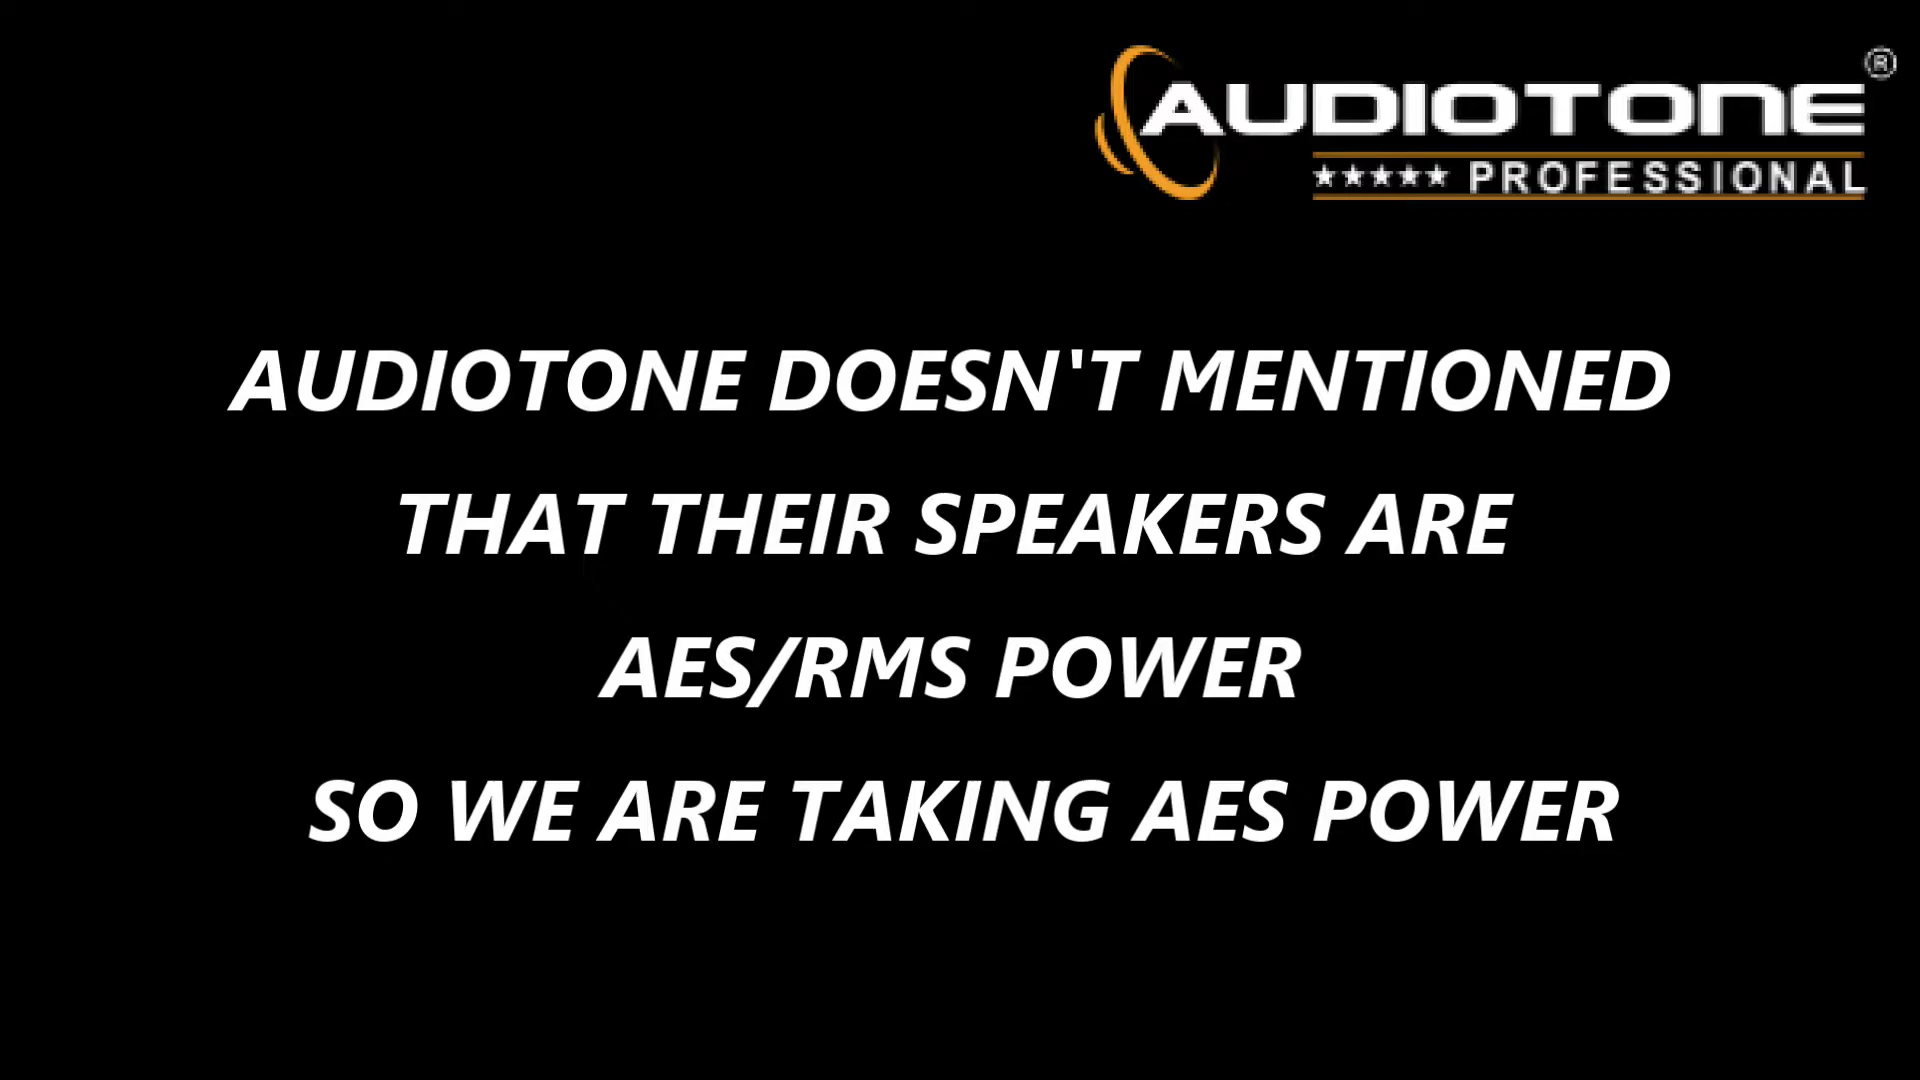 AUDIOTONE®
★★★★★ PROFESSIONAL
AUDIOTONE DOESN'T MENTIONED
THAT THEIR SPEAKERS ARE
AES/RMS POWER
SO WE ARE TAKING AES POWER